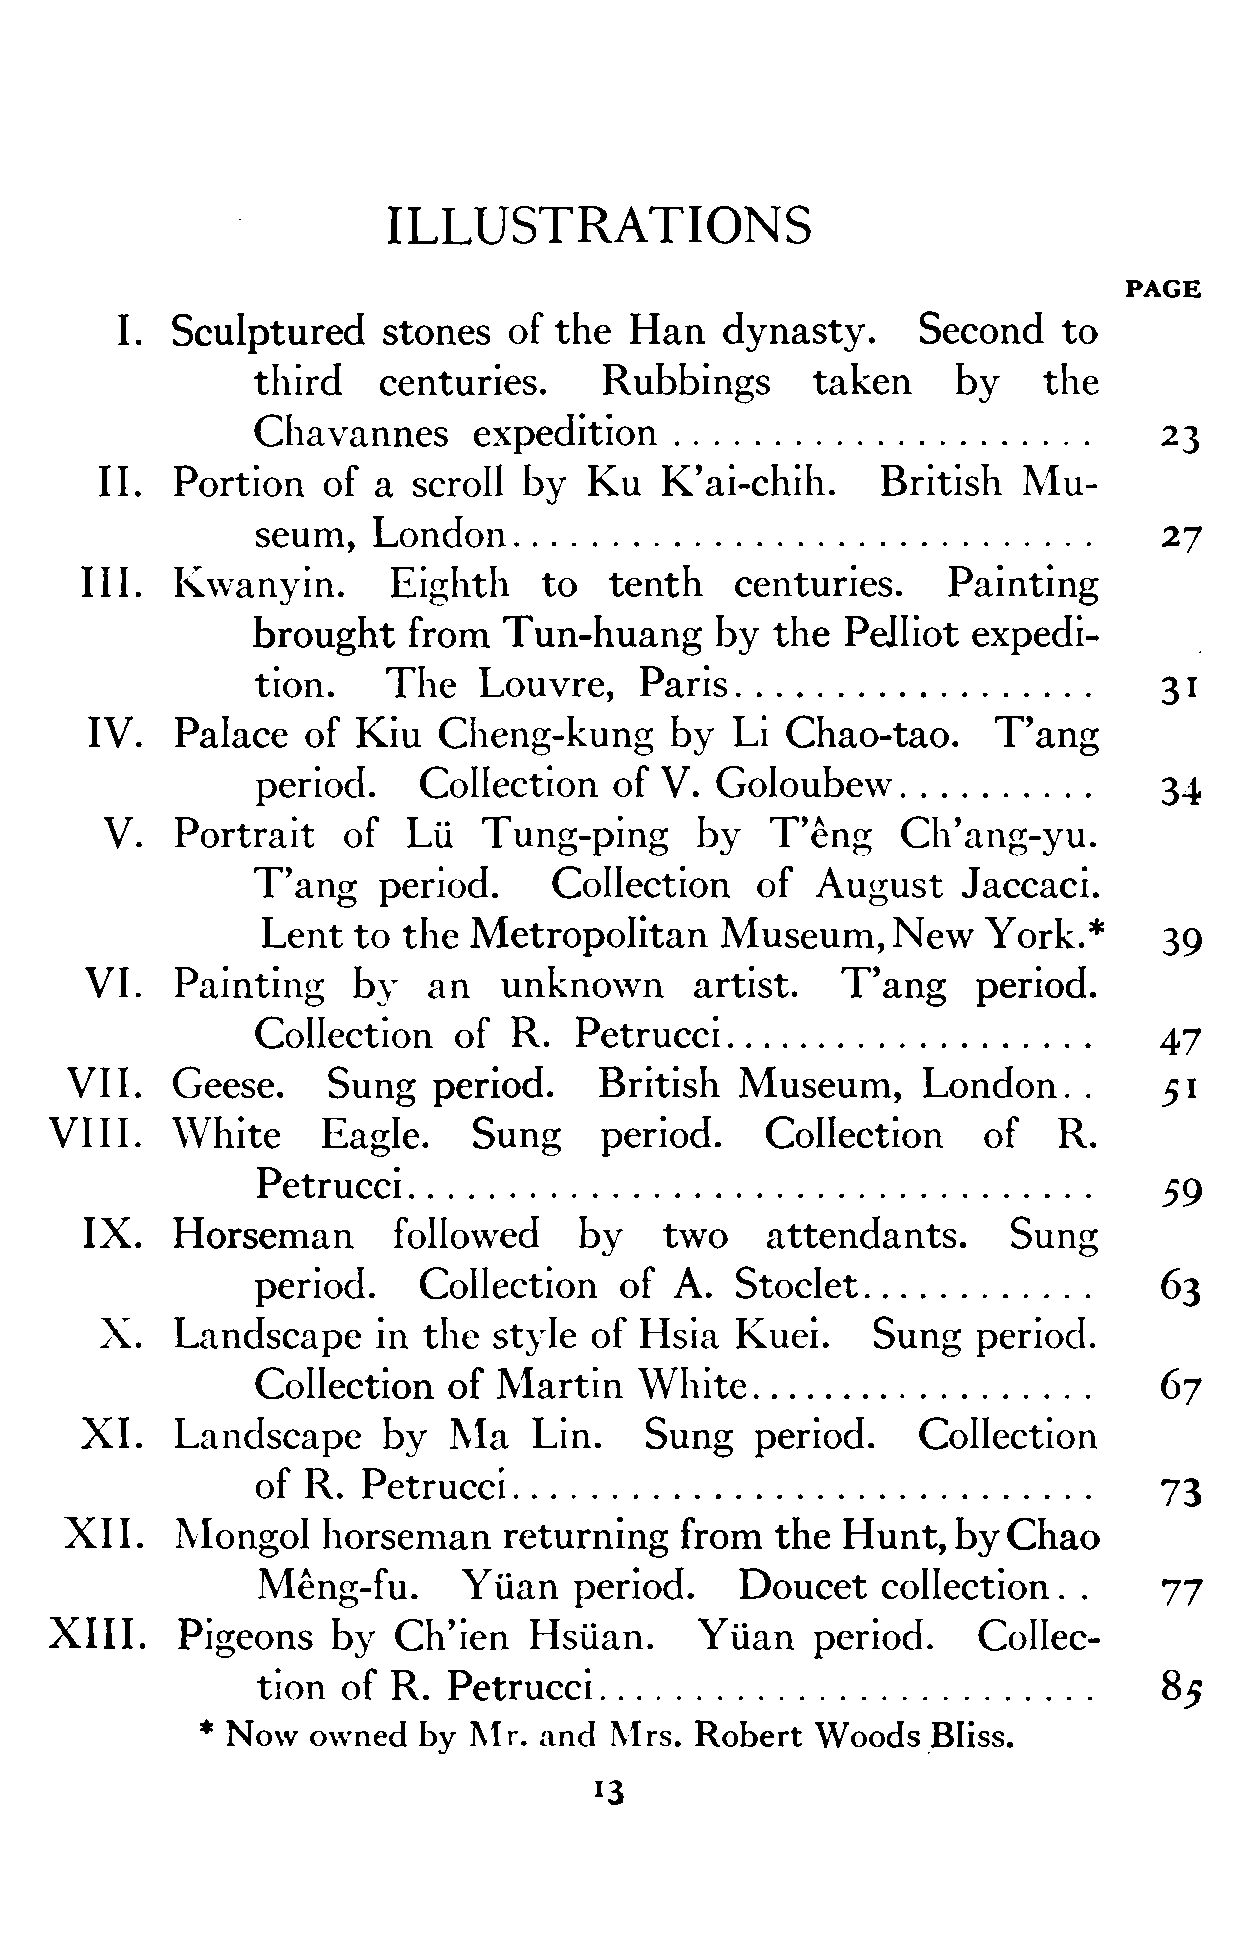 ILLUSTRATIONS
PAGE
I. Sculptured stones of the Han dynasty. Second to
third centuries. Rubbings taken by the
Chavannes expedition ..................... 23
II. Portion of a scroll by Ku K'ai-chih. British Mu-
seum, London............................. 27
III. Kwanyin. Eighth to tenth centuries. Painting
brought from Tun-huang by the Pelliot expedi-
tion. The Louvre, Paris.................. 31
IV. Palace of Kiu Cheng-kung by Li Chao-tao. T'ang
period. Collection of V. Goloubew.......... 34
V. Portrait of Lü Tung-ping by T'êng Ch'ang-yu.
T'ang period. Collection of August Jaccaci.
Lent to the Metropolitan Museum, New York.* 39
VI. Painting by an unknown artist. T'ang period.
Collection of R. Petrucci................... 47
VII. Geese. Sung period. British Museum, London.. 51
VIII. White Eagle. Sung period. Collection of R.
Petrucci.................................. 59
IX. Horseman followed by two attendants. Sung
period. Collection of A. Stoclet............ 63
X. Landscape in the style of Hsia Kuei. Sung period.
Collection of Martin White................. 67
XI. Landscape by Ma Lin. Sung period. Collection
of R. Petrucci............................. 73
XII. Mongol horseman returning from the Hunt, by Chao
Mêng-fu. Yüan period. Doucet collection.. 77
XIII. Pigeons by Ch'ien Hsüan. Yüan period. Collec-
tion of R. Petrucci......................... 85
* Now owned by Mr. and Mrs. Robert Woods Bliss.
13